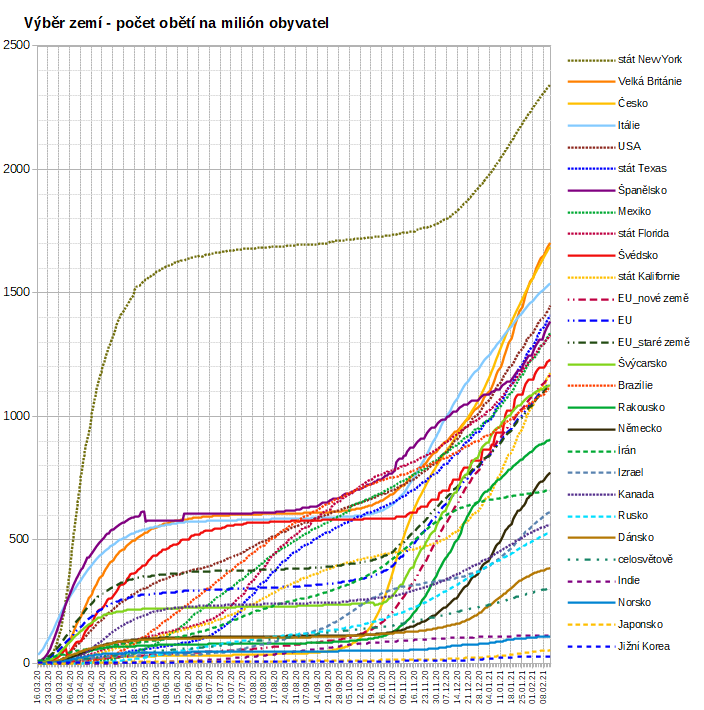 Výběr zemí - počet obětí na milión obyvatel
2500
2000
1500
1000
500
0
stát NewYork
Velká Británie
Česko
Itálie
USA
stát Texas
Španělsko
Mexiko
stát Florida
Švédsko
stát Kalifornie
EU_nové země
EU
EU_staré země
Švýcarsko
Brazílie
Rakousko
Německo
Írán
Izrael
Kanada
Rusko
Dánsko
celosvětově
Indie
Norsko
Japonsko
Jižní Korea
16.03.20
23.03.20
30.03.20
06.04.20
13.04.20
20.04.20
27.04.20
04.05.20
11.05.20
18.05.20
25.05.20
01.06.20
08.06.20
15.06.20
22.06.20
29.06.20
06.07.20
13.07.20
20.07.20
27.07.20
03.08.20
10.08.20
17.08.20
24.08.20
31.08.20
07.09.20
14.09.20
21.09.20
28.09.20
05.10.20
12.10.20
19.10.20
26.10.20
02.11.20
09.11.20
16.11.20
23.11.20
30.11.20
07.12.20
14.12.20
21.12.20
28.12.20
04.01.21
11.01.21
18.01.21
25.01.21
01.02.21
08.02.21